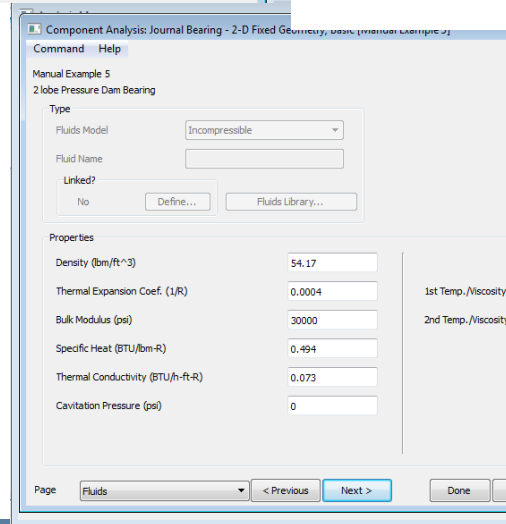 Component Analysis: Journal Bearing - 2-D Fixed Geometry, Basic [Manual Example 5]
Command Help
Manual Example 5
2 lobe Pressure Dam Bearing
Type
Fluids Model Incompressible
Fluid Name
Linked?
No Define... Fluids Library...
Properties
Density (lbm/ft^3) 54.17
Thermal Expansion Coef. (1/R) 0.0004 1st Temp./Viscosity
Bulk Modulus (psi) 30000 2nd Temp./Viscosity
Specific Heat (BTU/lbm-R) 0.494
Thermal Conductivity (BTU/h-ft-R) 0.073
Cavitation Pressure (psi) 0
Page Fluids < Previous Next > Done